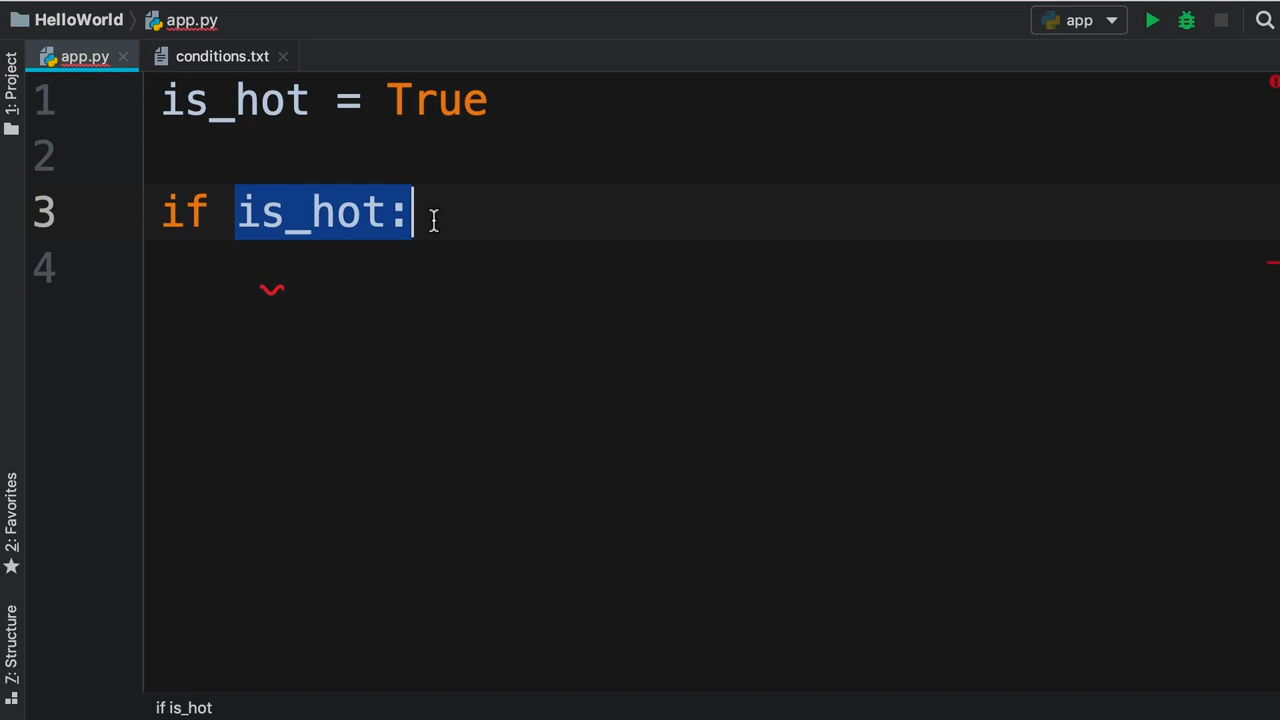 HelloWorld app.py app
app.py conditions.txt
1: Project
1 is_hot = True
2
3 if is_hot:
4
2: Favorites
7: Structure
if is_hot